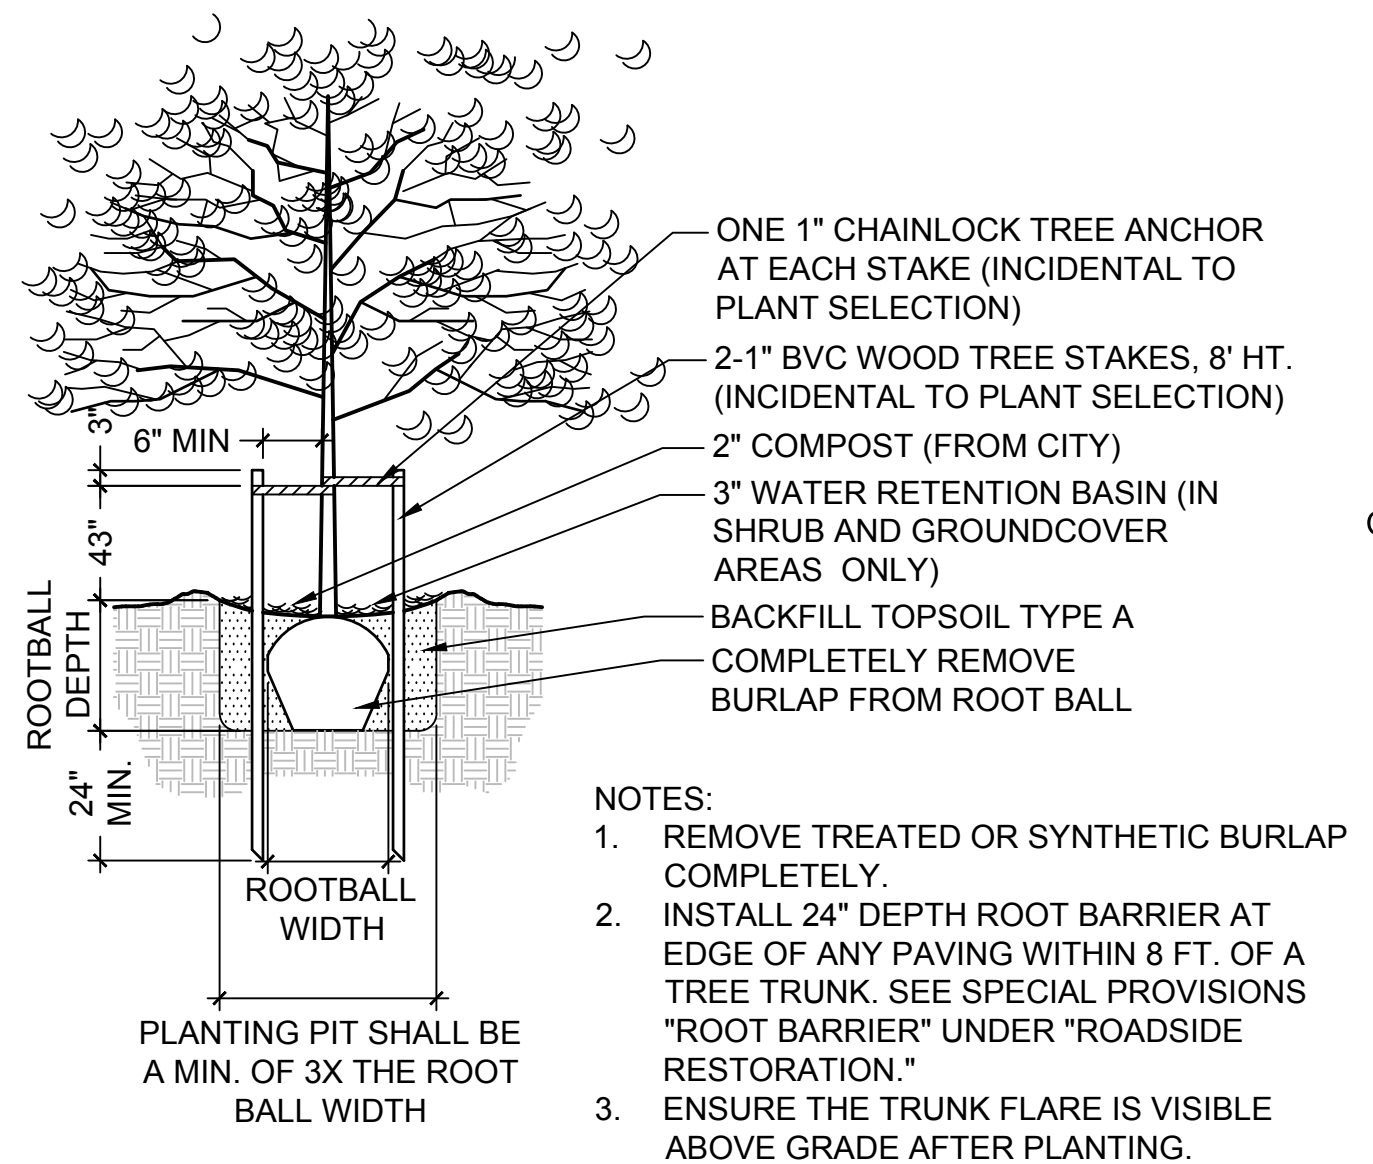 ONE 1" CHAINLOCK TREE ANCHOR
AT EACH STAKE (INCIDENTAL TO
PLANT SELECTION)
2-1" BVC WOOD TREE STAKES, 8' HT.
(INCIDENTAL TO PLANT SELECTION)
2" COMPOST (FROM CITY)
3" WATER RETENTION BASIN (IN
SHRUB AND GROUNDCOVER
AREAS ONLY)
BACKFILL TOPSOIL TYPE A
COMPLETELY REMOVE
BURLAP FROM ROOT BALL
3"
6" MIN
43"
ROOTBALL
DEPTH
24"
MIN.
ROOTBALL
WIDTH
PLANTING PIT SHALL BE
A MIN. OF 3X THE ROOT
BALL WIDTH
NOTES:
1. REMOVE TREATED OR SYNTHETIC BURLAP
COMPLETELY.
2. INSTALL 24" DEPTH ROOT BARRIER AT
EDGE OF ANY PAVING WITHIN 8 FT. OF A
TREE TRUNK. SEE SPECIAL PROVISIONS
"ROOT BARRIER" UNDER "ROADSIDE
RESTORATION."
3. ENSURE THE TRUNK FLARE IS VISIBLE
ABOVE GRADE AFTER PLANTING.